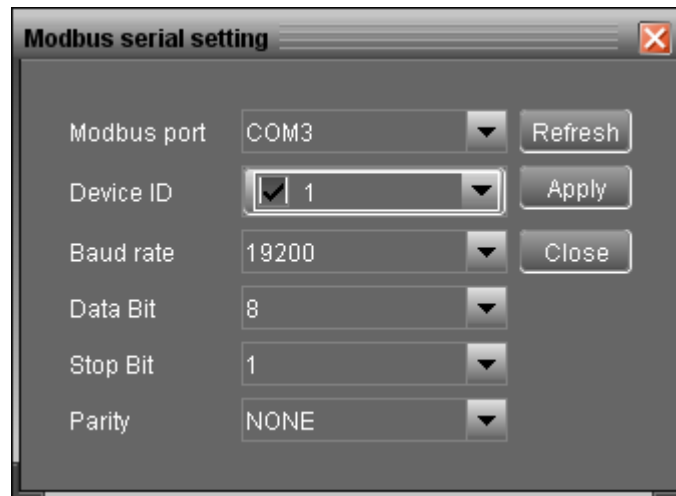 Modbus serial setting
Modbus port COM3 Refresh
Device ID 1 Apply
Baud rate 19200 Close
Data Bit 8
Stop Bit 1
Parity NONE